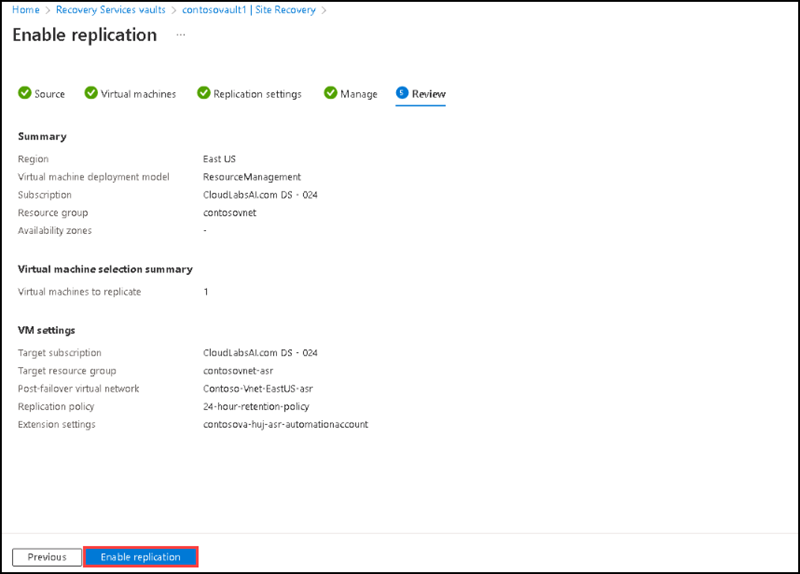 Home > Recovery Services vaults > contosovault1 | Site Recovery >
Enable replication ...
Source Virtual machines Replication settings Manage 5 Review
Summary
Region East US
Virtual machine deployment model ResourceManagement
Subscription CloudLabsAI.com DS - 024
Resource group contosovnet
Availability zones -
Virtual machine selection summary
Virtual machines to replicate 1
VM settings
Target subscription CloudLabsAI.com DS - 024
Target resource group contosovnet-asr
Post-failover virtual network Contoso-Vnet-EastUS-asr
Replication policy 24-hour-retention-policy
Extension settings contosova-huj-asr-automationaccount
Previous Enable replication